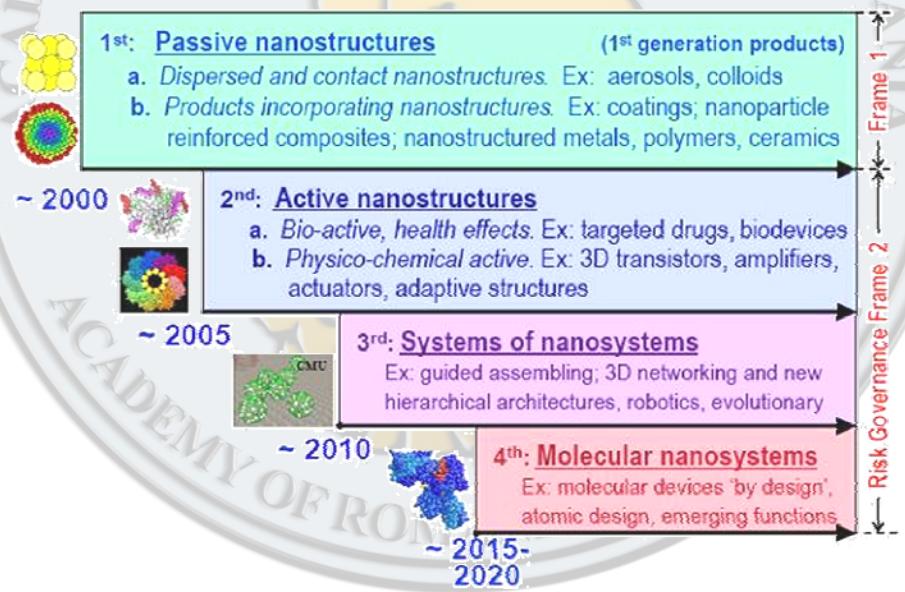 1st: Passive nanostructures (1st generation products)
a. Dispersed and contact nanostructures. Ex: aerosols, colloids
b. Products incorporating nanostructures. Ex: coatings; nanoparticle
reinforced composites; nanostructured metals, polymers, ceramics
Frame 1
~ 2000
2nd: Active nanostructures
a. Bio-active, health effects. Ex: targeted drugs, biodevices
b. Physico-chemical active. Ex: 3D transistors, amplifiers,
actuators, adaptive structures
~ 2005
CMU
3rd: Systems of nanosystems
Ex: guided assembling; 3D networking and new
hierarchical architectures, robotics, evolutionary
Risk Governance Frame 2
~ 2010
4th: Molecular nanosystems
Ex: molecular devices 'by design',
atomic design, emerging functions
~ 2015-
2020
ACADEMY OF